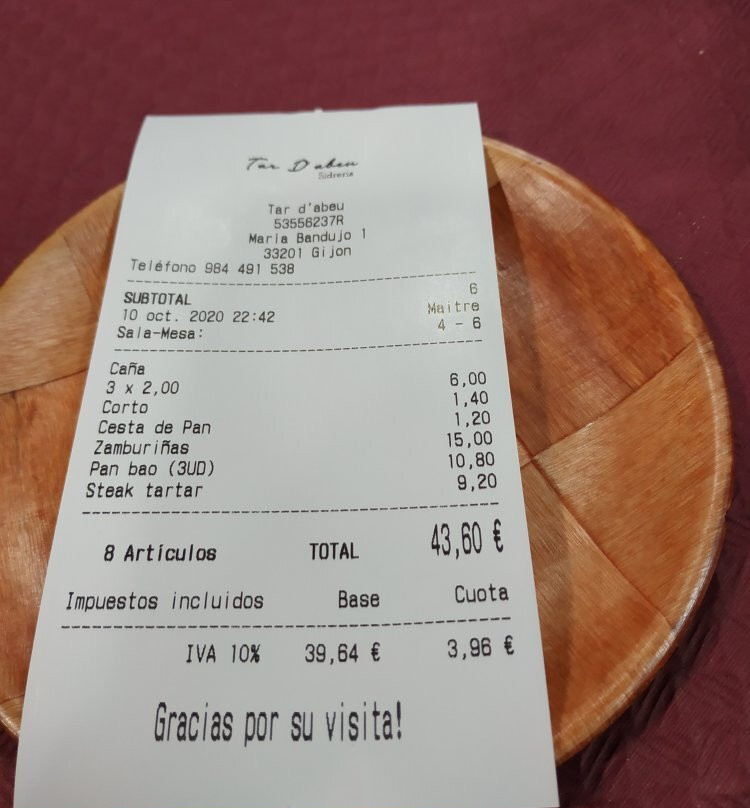 Tar D'abeu
Sidreria
Tar d'abeu
53556237R
Maria Bandujo 1
33201 Gijon
Teléfono 984 491 538
6
SUBTOTAL Maitre
10 oct. 2020 22:42 4 - 6
Sala-Mesa:
Caña
3 x 2,00 6,00
Corto 1,40
Cesta de Pan 1,20
Zamburiñas 15,00
Pan bao (3UD) 10,80
Steak tartar 9,20
8 Artículos TOTAL 43,60 €
Impuestos incluidos Base Cuota
IVA 10% 39,64 € 3,96 €
Gracias por su visita!